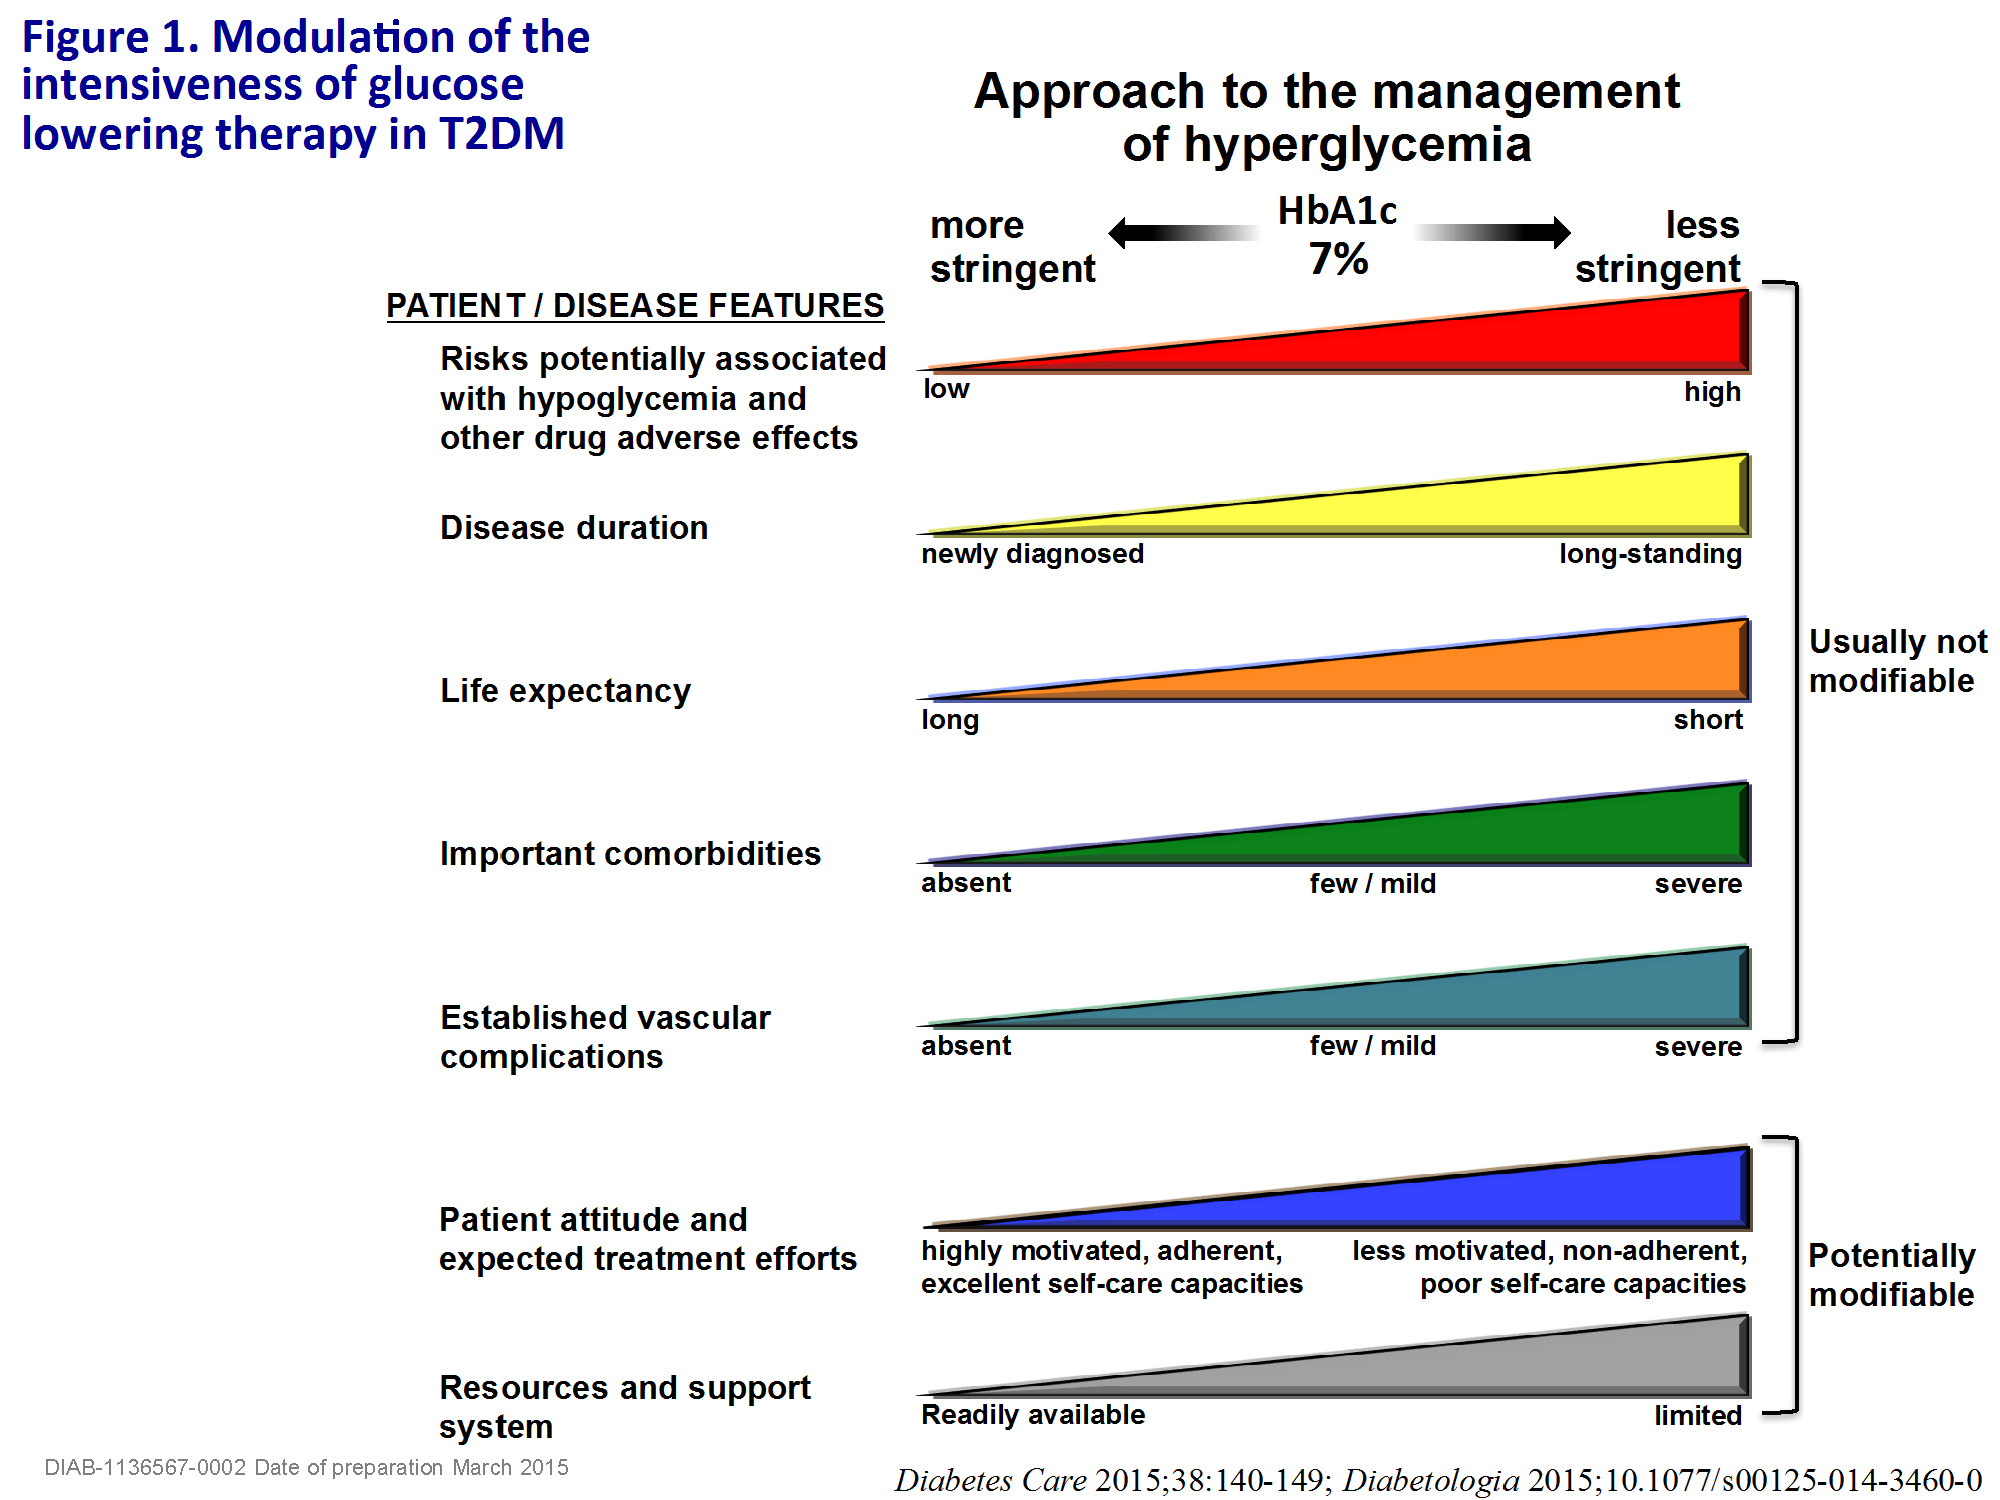 Figure 1. Modulation of the
intensiveness of glucose
lowering therapy in T2DM
Approach to the management
of hyperglycemia
more
stringent
HbA1c
7%
less
stringent
PATIENT / DISEASE FEATURES
Risks potentially associated
with hypoglycemia and
other drug adverse effects
low
high
Disease duration
newly diagnosed
long-standing
Life expectancy
long
short
Usually not
modifiable
Important comorbidities
absent
few / mild
severe
Established vascular
complications
absent
few / mild
severe
Patient attitude and
expected treatment efforts
highly motivated, adherent,
excellent self-care capacities
less motivated, non-adherent,
poor self-care capacities
Potentially
modifiable
Resources and support
system
Readily available
limited
DIAB-1136567-0002 Date of preparation March 2015
Diabetes Care 2015;38:140-149; Diabetologia 2015;10.1077/s00125-014-3460-0